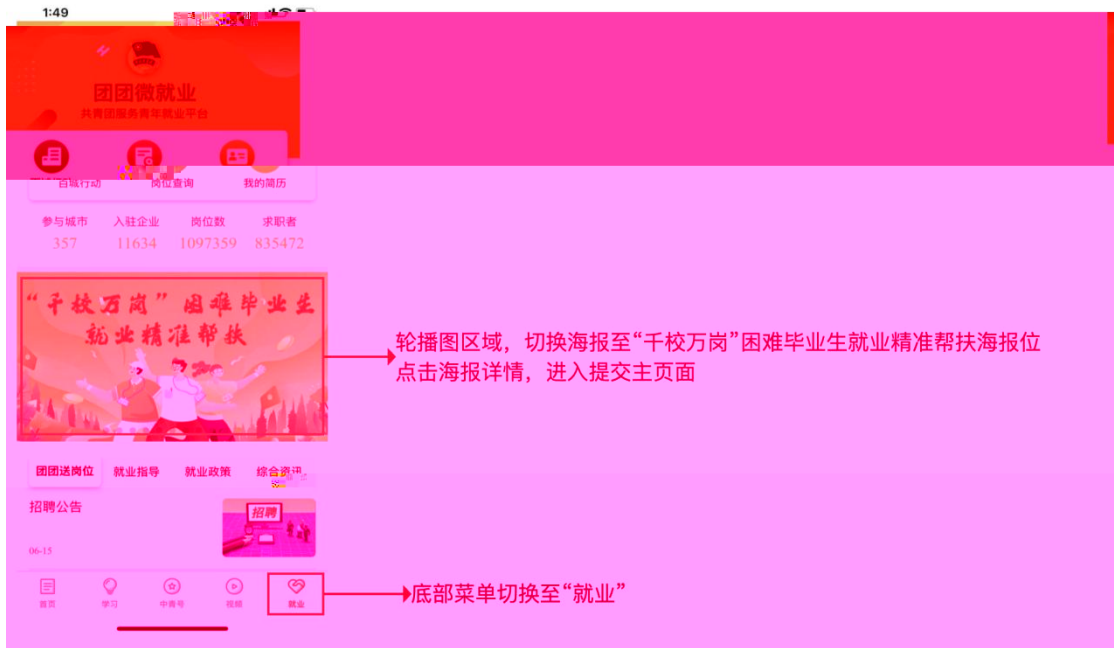 1:49
团团微就业
共青团服务青年就业平台
百城行动 岗位查询 我的简历
参与城市 入驻企业 岗位数 求职者
357 11634 1097359 835472
“千校万岗”困难毕业生
就业精准帮扶
轮播图区域，切换海报至“千校万岗”困难毕业生就业精准帮扶海报位
点击海报详情，进入提交主页面
团团送岗位 就业指导 就业政策 综合资讯
招聘公告
招聘
06-15
首页 学习 中青号 视频 就业
底部菜单切换至“就业”